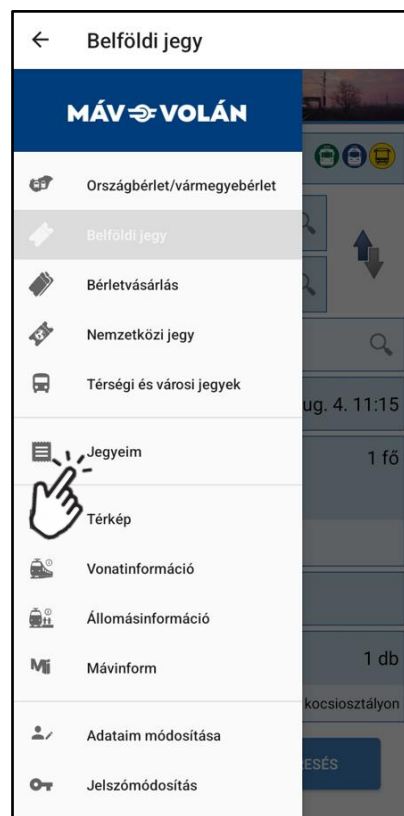 Belföldi jegy
MÁV VOLÁN
Országbérlet/vármegyebérlet
Belföldi jegy
Bérletvásárlás
Nemzetközi jegy
Térségi és városi jegyek
ug. 4. 11:15
Jegyeim
1 fő
Térkép
Vonatinformáció
Állomásinformáció
Mávinform
1 db
kocsiosztályon
Adataim módosítása
ESÉS
Jelszómódosítás